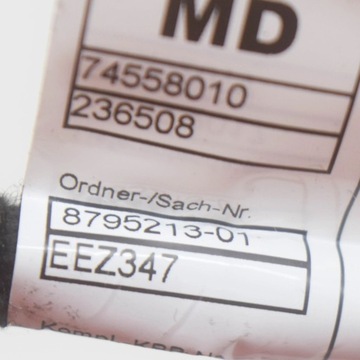 MD
74558010
236508
Ordner-/Sach-Nr.
8795213-01
EEZ347